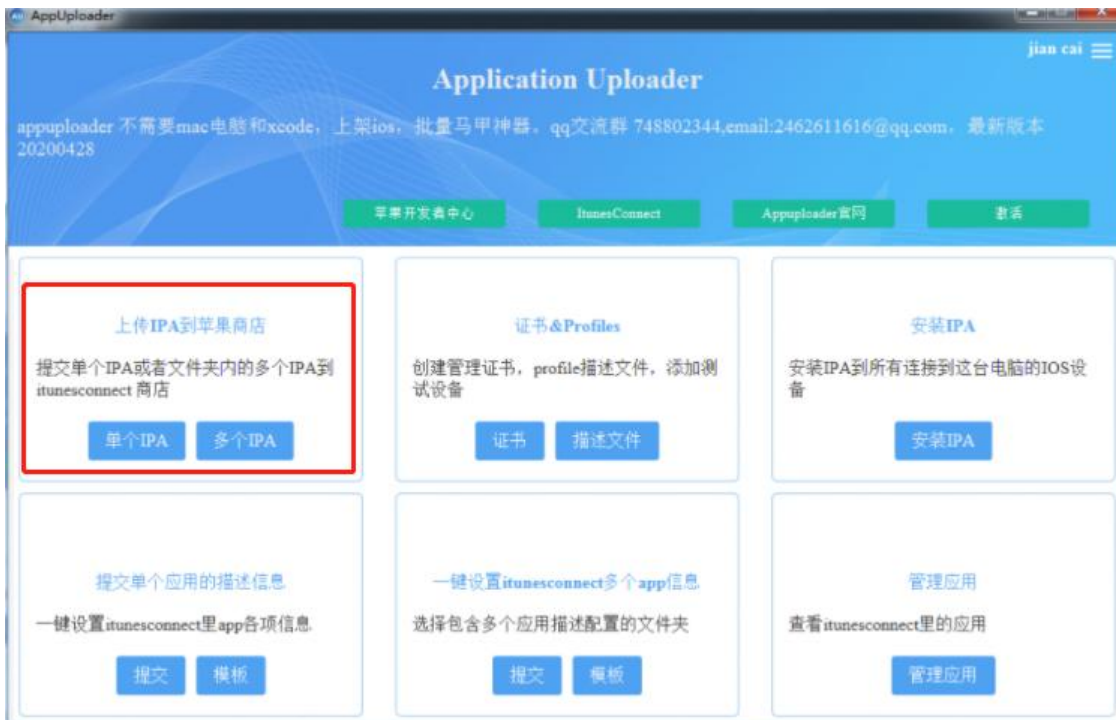 AppUploader
jian cai
Application Uploader
appuploader 不需要mac电脑和xcode，上架ios，批量马甲神器，qq交流群 748802344,email:2462611616@qq.com，最新版本
20200428
苹果开发者中心
ItunesConnect
Appuploader官网
激活
上传IPA到苹果商店
提交单个IPA或者文件夹内的多个IPA到
itunesconnect 商店
单个IPA
多个IPA
证书&Profiles
创建管理证书，profile描述文件，添加测
试设备
证书
描述文件
安装IPA
安装IPA到所有连接到这台电脑的IOS设
备
安装IPA
提交单个应用的描述信息
一键设置itunesconnect里app各项信息
提交
模板
一键设置itunesconnect多个app信息
选择包含多个应用描述配置的文件夹
提交
模板
管理应用
查看itunesconnect里的应用
管理应用